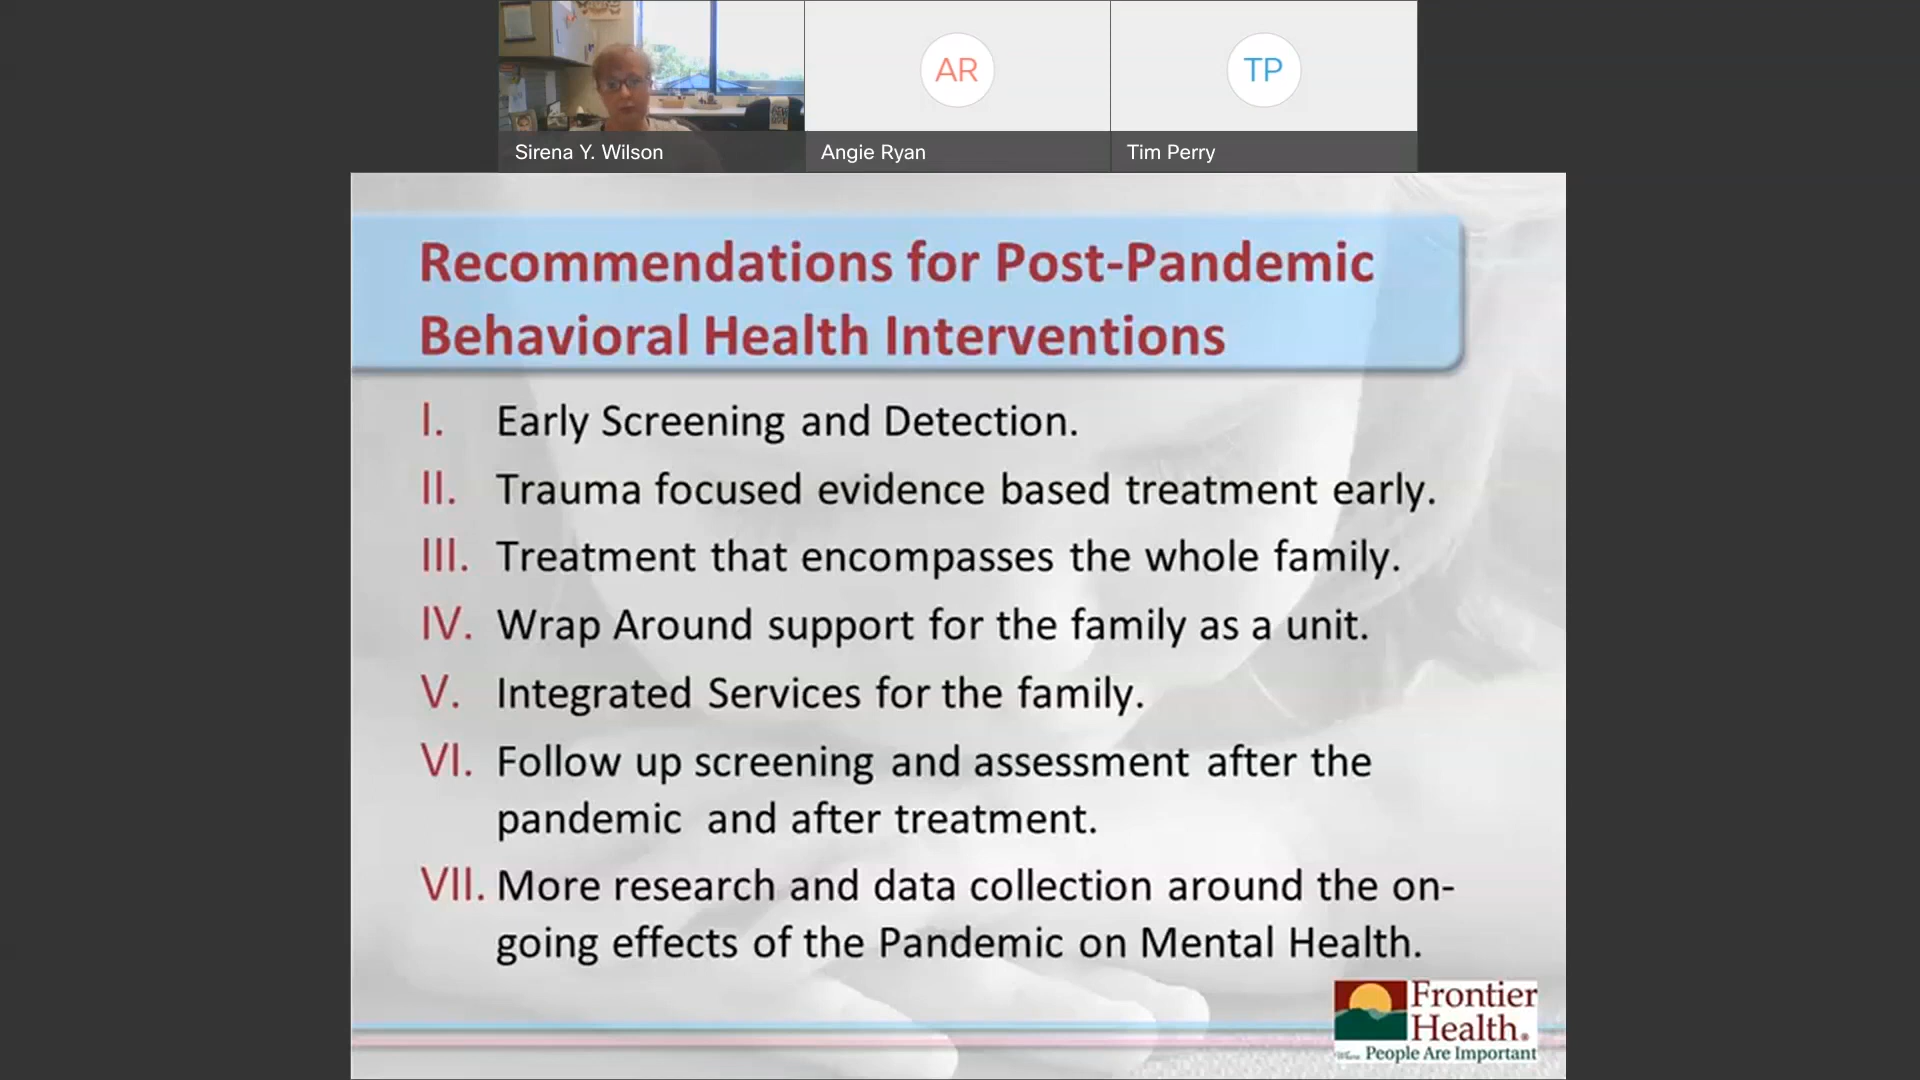 AR
TP
Sirena Y. Wilson
Angie Ryan
Tim Perry
Recommendations for Post-Pandemic
Behavioral Health Interventions
I. Early Screening and Detection.
II. Trauma focused evidence based treatment early.
III. Treatment that encompasses the whole family.
IV. Wrap Around support for the family as a unit.
V. Integrated Services for the family.
VI. Follow up screening and assessment after the
pandemic and after treatment.
VII. More research and data collection around the on-
going effects of the Pandemic on Mental Health.
Frontier
Health.
Where People Are Important